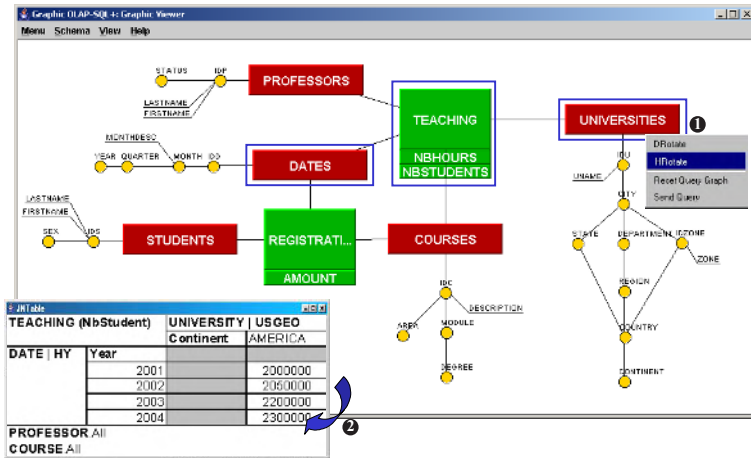 Graphic OLAP-SQL+: Graphic Viewer
Menu Schema View Help
STATUS IDP
PROFESSORS
LASTNAME
FIRSTNAME
TEACHING
NBHOURS
NBSTUDENTS
UNIVERSITIES
❶
DRotate
HRotate
Reset Query Graph
Send Query
MONTHDESC
YEAR QUARTER MONTH IDD
DATES
IDU
UNAME
CITY
LASTNAME
FIRSTNAME
SEX IDS
STUDENTS
REGISTRATI...
AMOUNT
COURSES
STATE DEPARTMENT IDZONE
ZONE
IDC
DESCRIPTION
REGION
AREA MODULE
COUNTRY
DEGREE
CONTINENT
JMTable
TEACHING (NbStudent) UNIVERSITY | USGEO
Continent AMERICA
DATE | HY Year
2001 2000000
2002 2050000
2003 2200000
2004 2300000
❷
PROFESSOR All
COURSE All